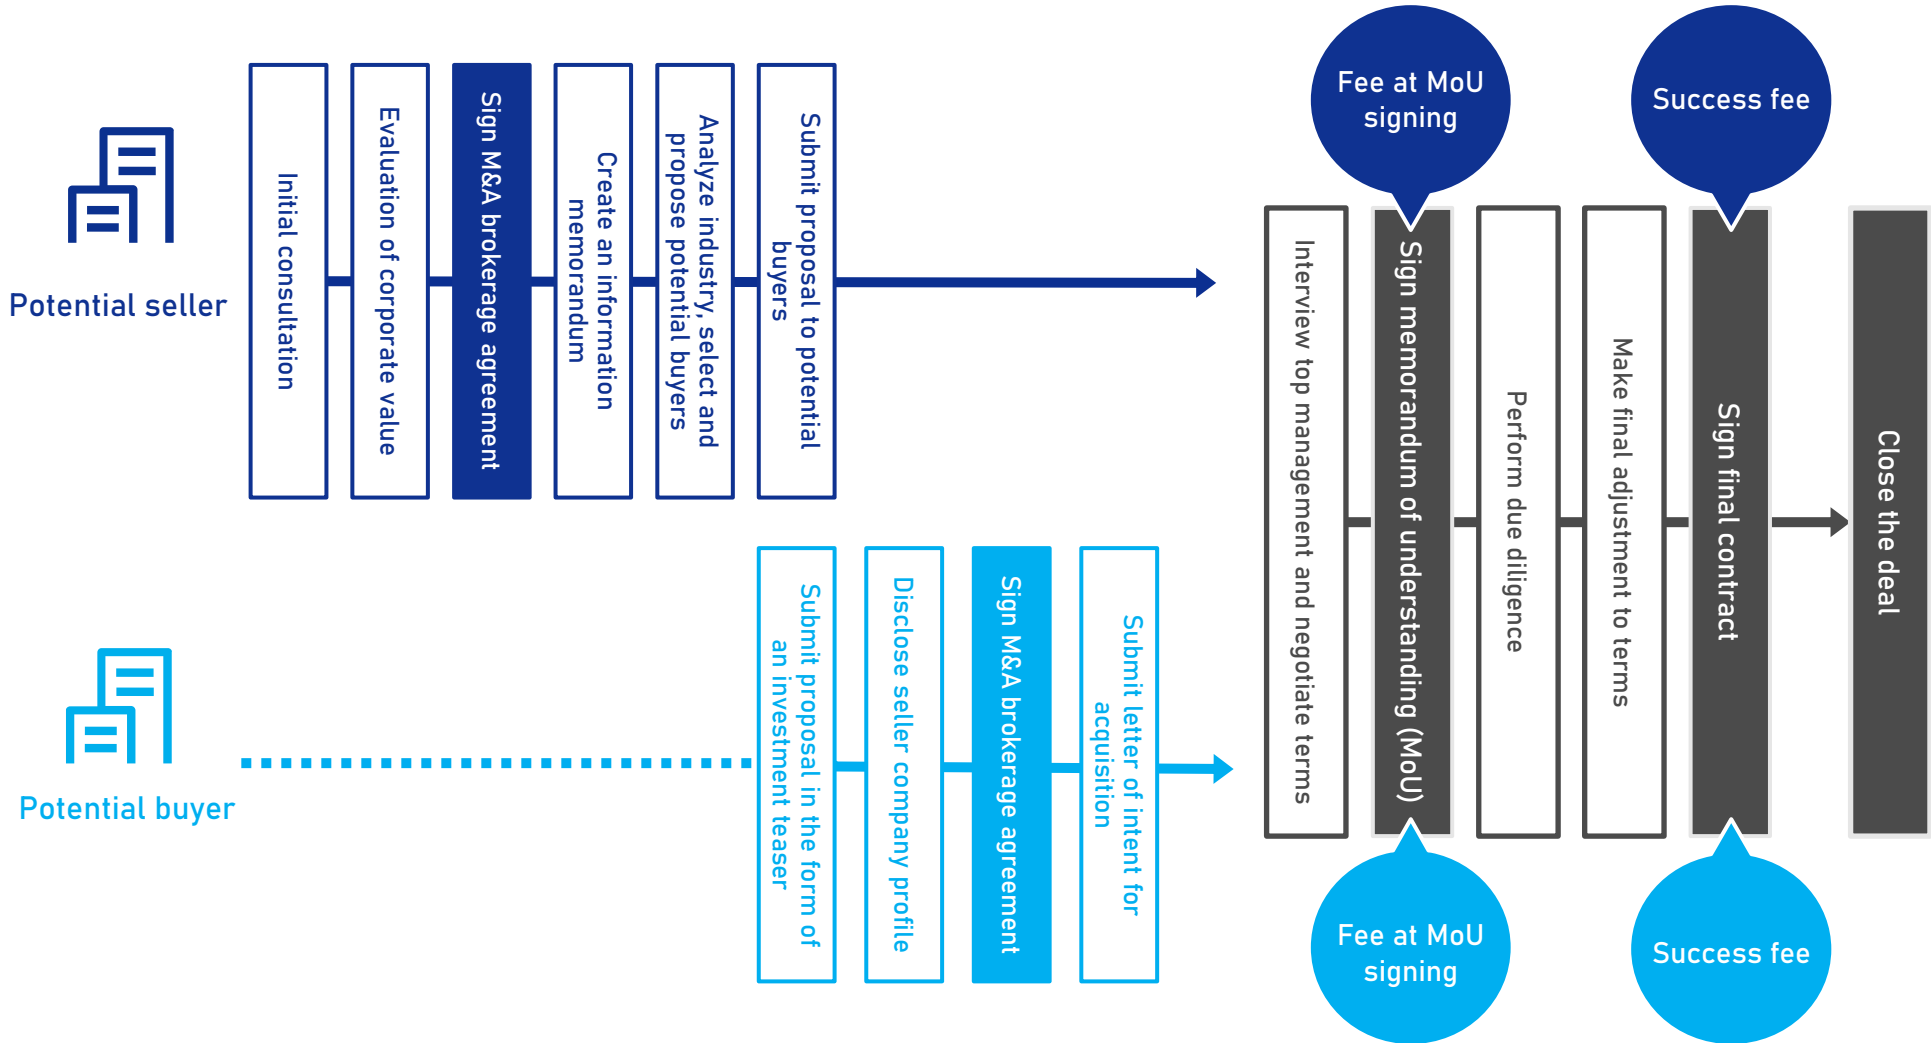 Potential seller
Initial consultation
Evaluation of corporate value
Sign M&A brokerage agreement
Create an information
memorandum
Analyze industry, select and
propose potential buyers
Submit proposal to potential
buyers
Potential buyer
Submit proposal in the form of
an investment teaser
Disclose seller company profile
Sign M&A brokerage agreement
Submit letter of intent for
acquisition
Interview top management and negotiate terms
Fee at MoU
signing
Sign memorandum of understanding (MoU)
Fee at MoU
signing
Perform due diligence
Make final adjustment to terms
Success fee
Sign final contract
Success fee
Close the deal